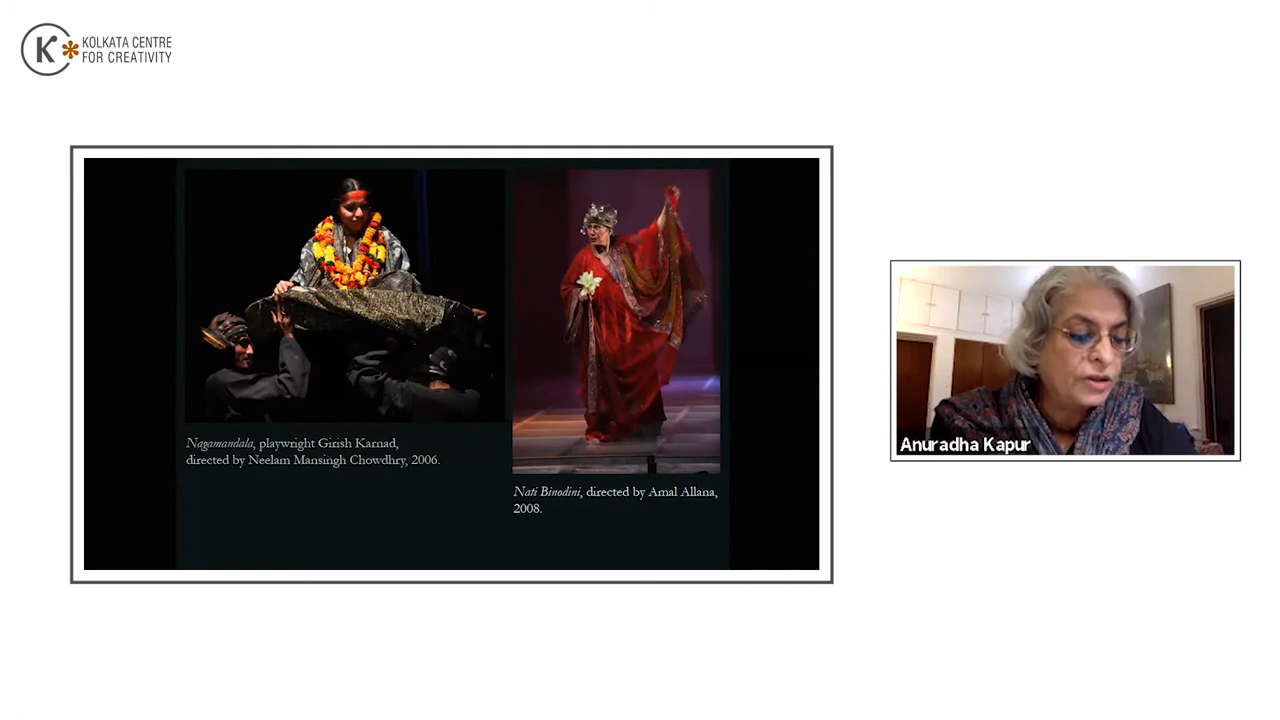 K
KOLKATA CENTRE
FOR CREATIVITY
Nagamandala, playwright Girish Karnad,
directed by Neelam Mansingh Chowdhry, 2006.
Nati Binodini, directed by Amal Allana,
2008.
Anuradha Kapur